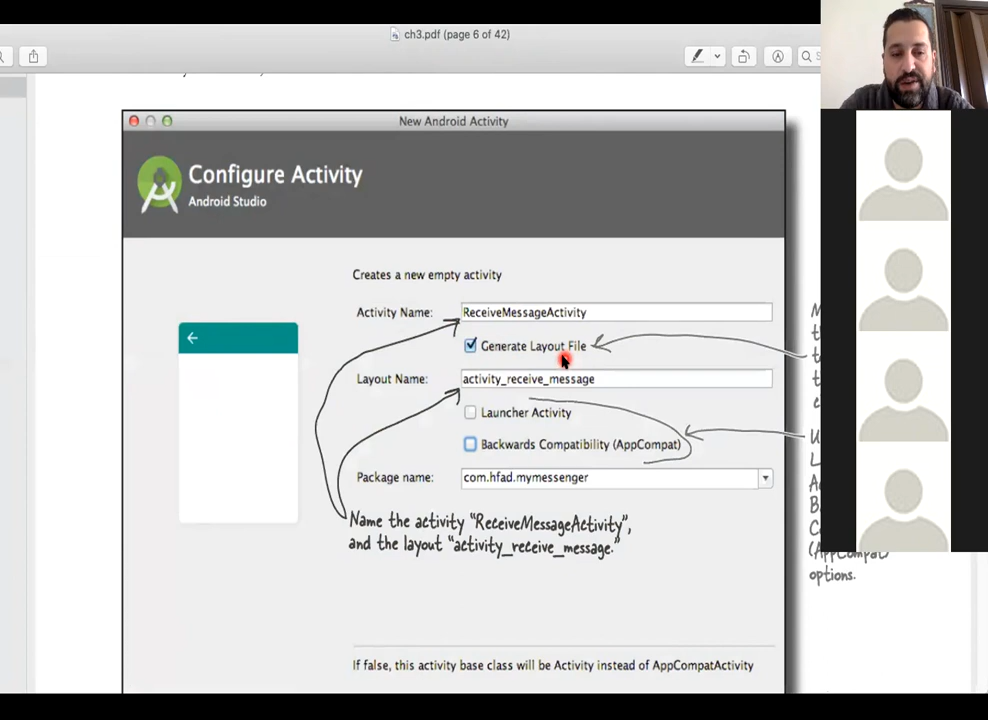 ch3.pdf (page 6 of 42)
New Android Activity
Configure Activity
Android Studio
Creates a new empty activity
Activity Name: ReceiveMessageActivity
Generate Layout File
Layout Name: activity_receive_message
Launcher Activity
Backwards Compatibility (AppCompat)
Package name: com.hfad.mymessenger
Name the activity "ReceiveMessageActivity",
and the layout "activity_receive_message."
(AppCompat)
options.
If false, this activity base class will be Activity instead of AppCompatActivity